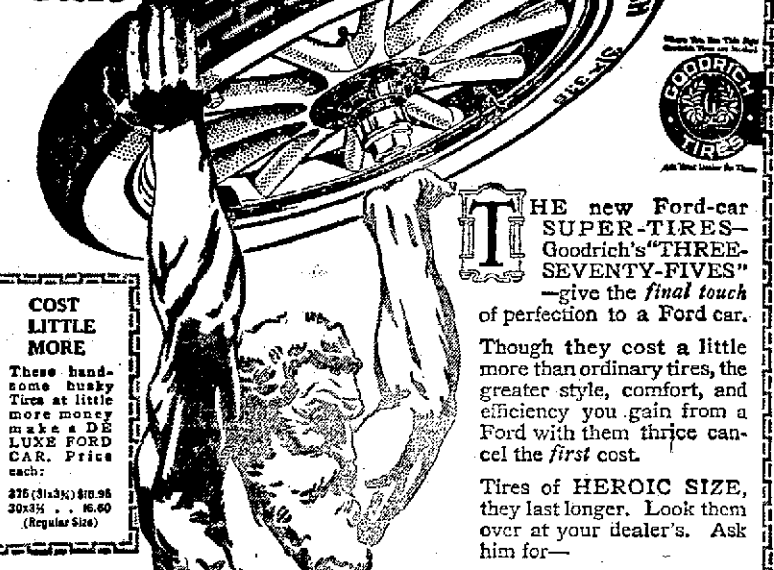 GOODRICH
TIRES
THE new Ford-car
SUPER-TIRES—
Goodrich's "THREE-
SEVENTY-FIVES"
—give the final touch
of perfection to a Ford car.
Though they cost a little
more than ordinary tires, the
greater style, comfort, and
efficiency you gain from a
Ford with them thrice can-
cel the first cost.
Tires of HEROIC SIZE,
they last longer. Look them
over at your dealer's. Ask
him for—
COST
LITTLE
MORE
These hand-
some husky
Tires at little
more money
make a DE
LUXE FORD
CAR. Price
each:
375 (31x3¾)
30x3½ . .
(Regular Size)